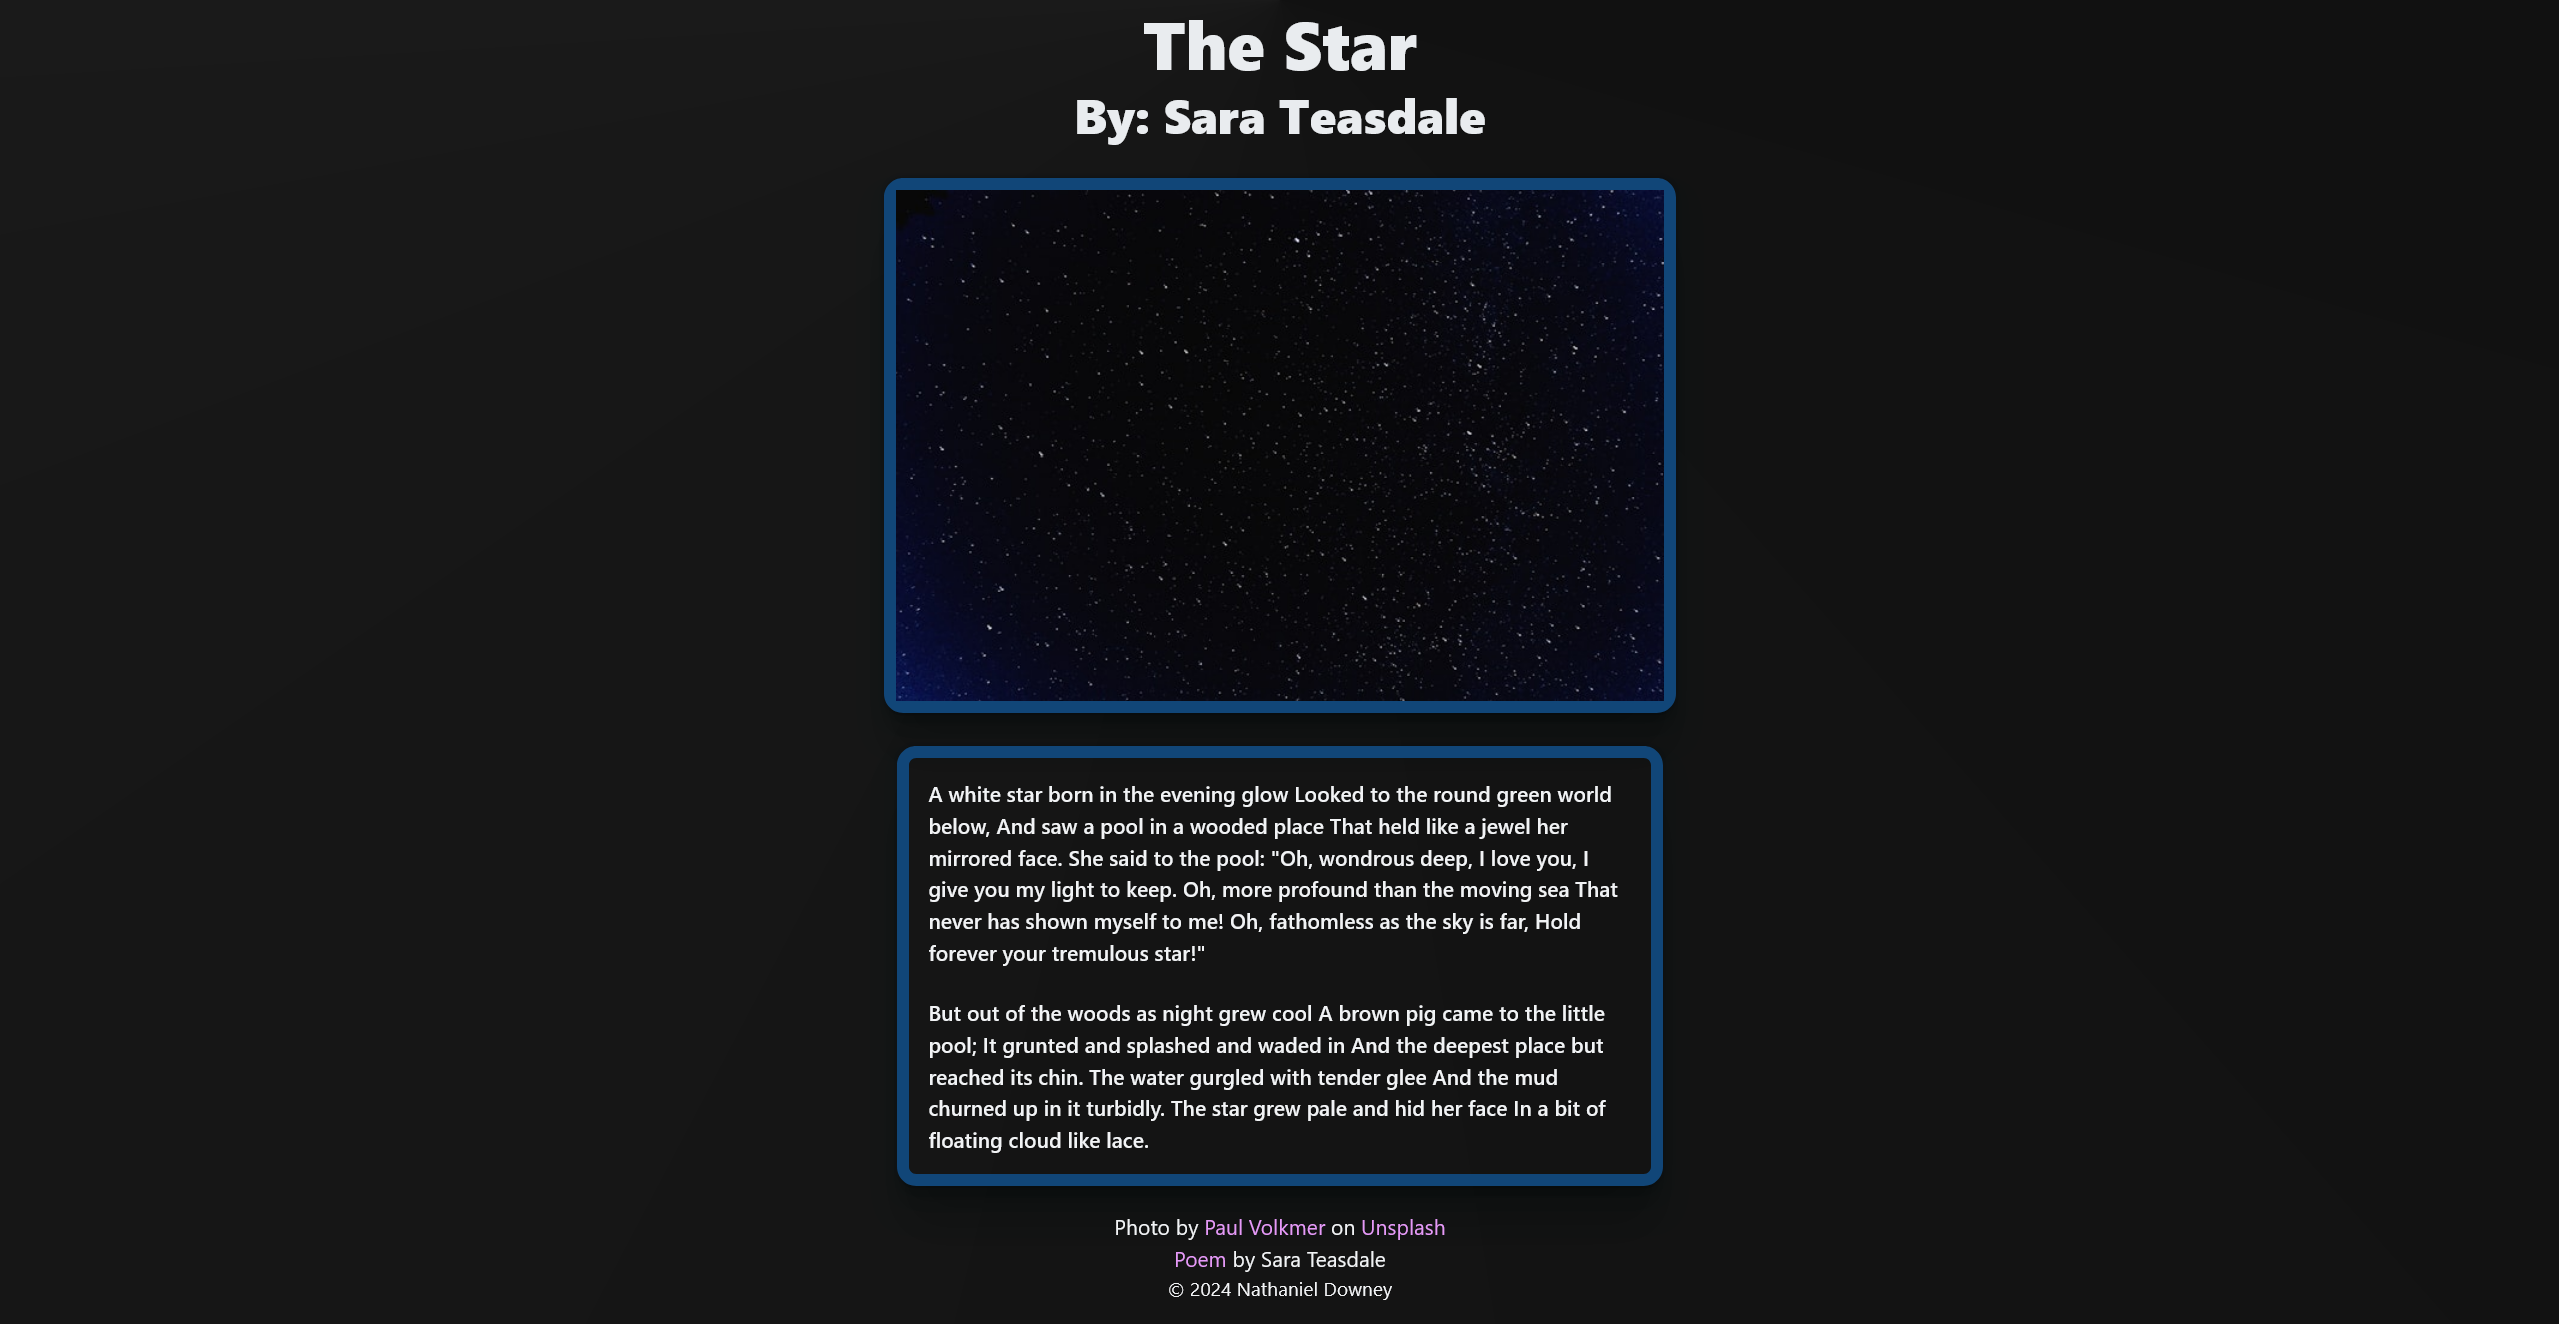 The Star
By: Sara Teasdale
A white star born in the evening glow Looked to the round green world
below, And saw a pool in a wooded place That held like a jewel her
mirrored face. She said to the pool: "Oh, wondrous deep, I love you, I
give you my light to keep. Oh, more profound than the moving sea That
never has shown myself to me! Oh, fathomless as the sky is far, Hold
forever your tremulous star!"
But out of the woods as night grew cool A brown pig came to the little
pool; It grunted and splashed and waded in And the deepest place but
reached its chin. The water gurgled with tender glee And the mud
churned up in it turbidly. The star grew pale and hid her face In a bit of
floating cloud like lace.
Photo by Paul Volkmer on Unsplash
Poem by Sara Teasdale
© 2024 Nathaniel Downey